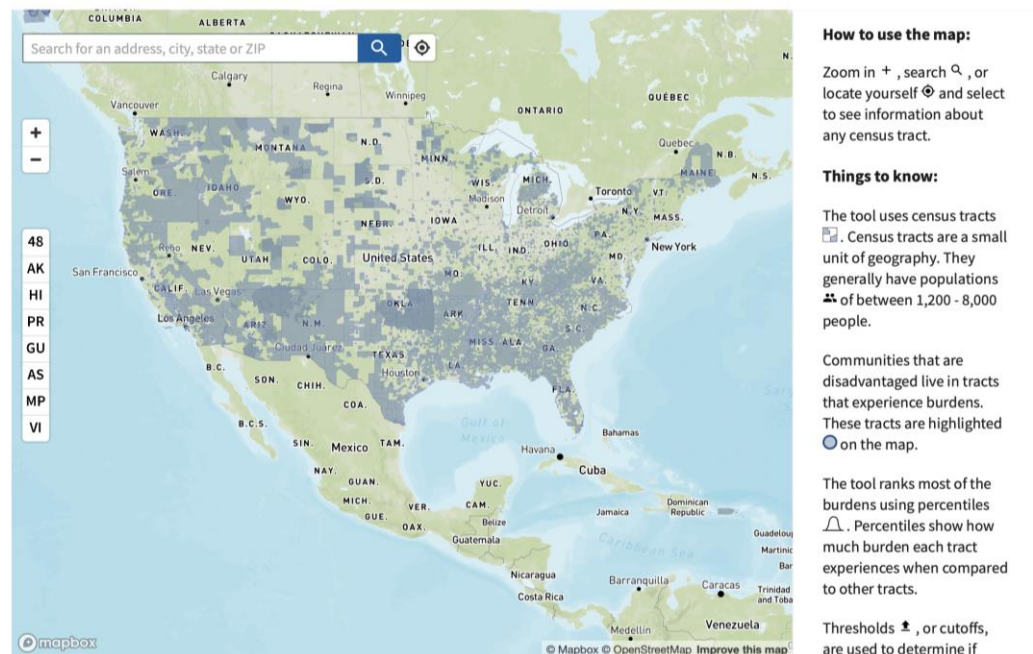 COLUMBIA
ALBERTA
Search for an address, city, state or ZIP
Calgary
Regina
Winnipeg
Vancouver
ONTARIO
QUÉBEC
+
−
WASH.
MONTANA
N.D.
MINN.
Quebec
N.B.
MAINE
N.S.
Salem
ORE.
IDAHO
WYO.
S.D.
WIS.
Madison
MICH.
Detroit
Toronto
VT.
N.Y.
MASS.
NEBR.
IOWA
48
AK
HI
PR
GU
AS
MP
VI
Reno
NEV.
UTAH
COLO.
United States
ILL.
IND.
OHIO
PA.
MD.
New York
San Francisco
CALIF.
Las Vegas
MO.
KY.
VA.
Los Angeles
ARIZ.
N.M.
OKLA.
ARK.
TENN.
N.C.
S.C.
Ciudad Juárez
TEXAS
MISS.
ALA.
GA.
B.C.
Houston
LA.
SON.
CHIH.
FLA.
COA.
B.C.S.
Gulf of
Mexico
SIN.
Mexico
TAM.
Bahamas
Havana
Cuba
NAY.
GUAN.
YUC.
MICH.
VER.
CAM.
Jamaica
Dominican
Republic
GUE.
OAX.
Belize
Guatemala
Caribbean Sea
Nicaragua
Barranquilla
Caracas
Trinidad
and Toba
Costa Rica
Medellín
Venezuela
Guadelou
Martinic
Bar
mapbox
© Mapbox © OpenStreetMap Improve this map
How to use the map:
Zoom in + , search , or
locate yourself and select
to see information about
any census tract.
Things to know:
The tool uses census tracts
. Census tracts are a small
unit of geography. They
generally have populations
of between 1,200 - 8,000
people.
Communities that are
disadvantaged live in tracts
that experience burdens.
These tracts are highlighted
on the map.
The tool ranks most of the
burdens using percentiles
. Percentiles show how
much burden each tract
experiences when compared
to other tracts.
Thresholds , or cutoffs,
are used to determine if